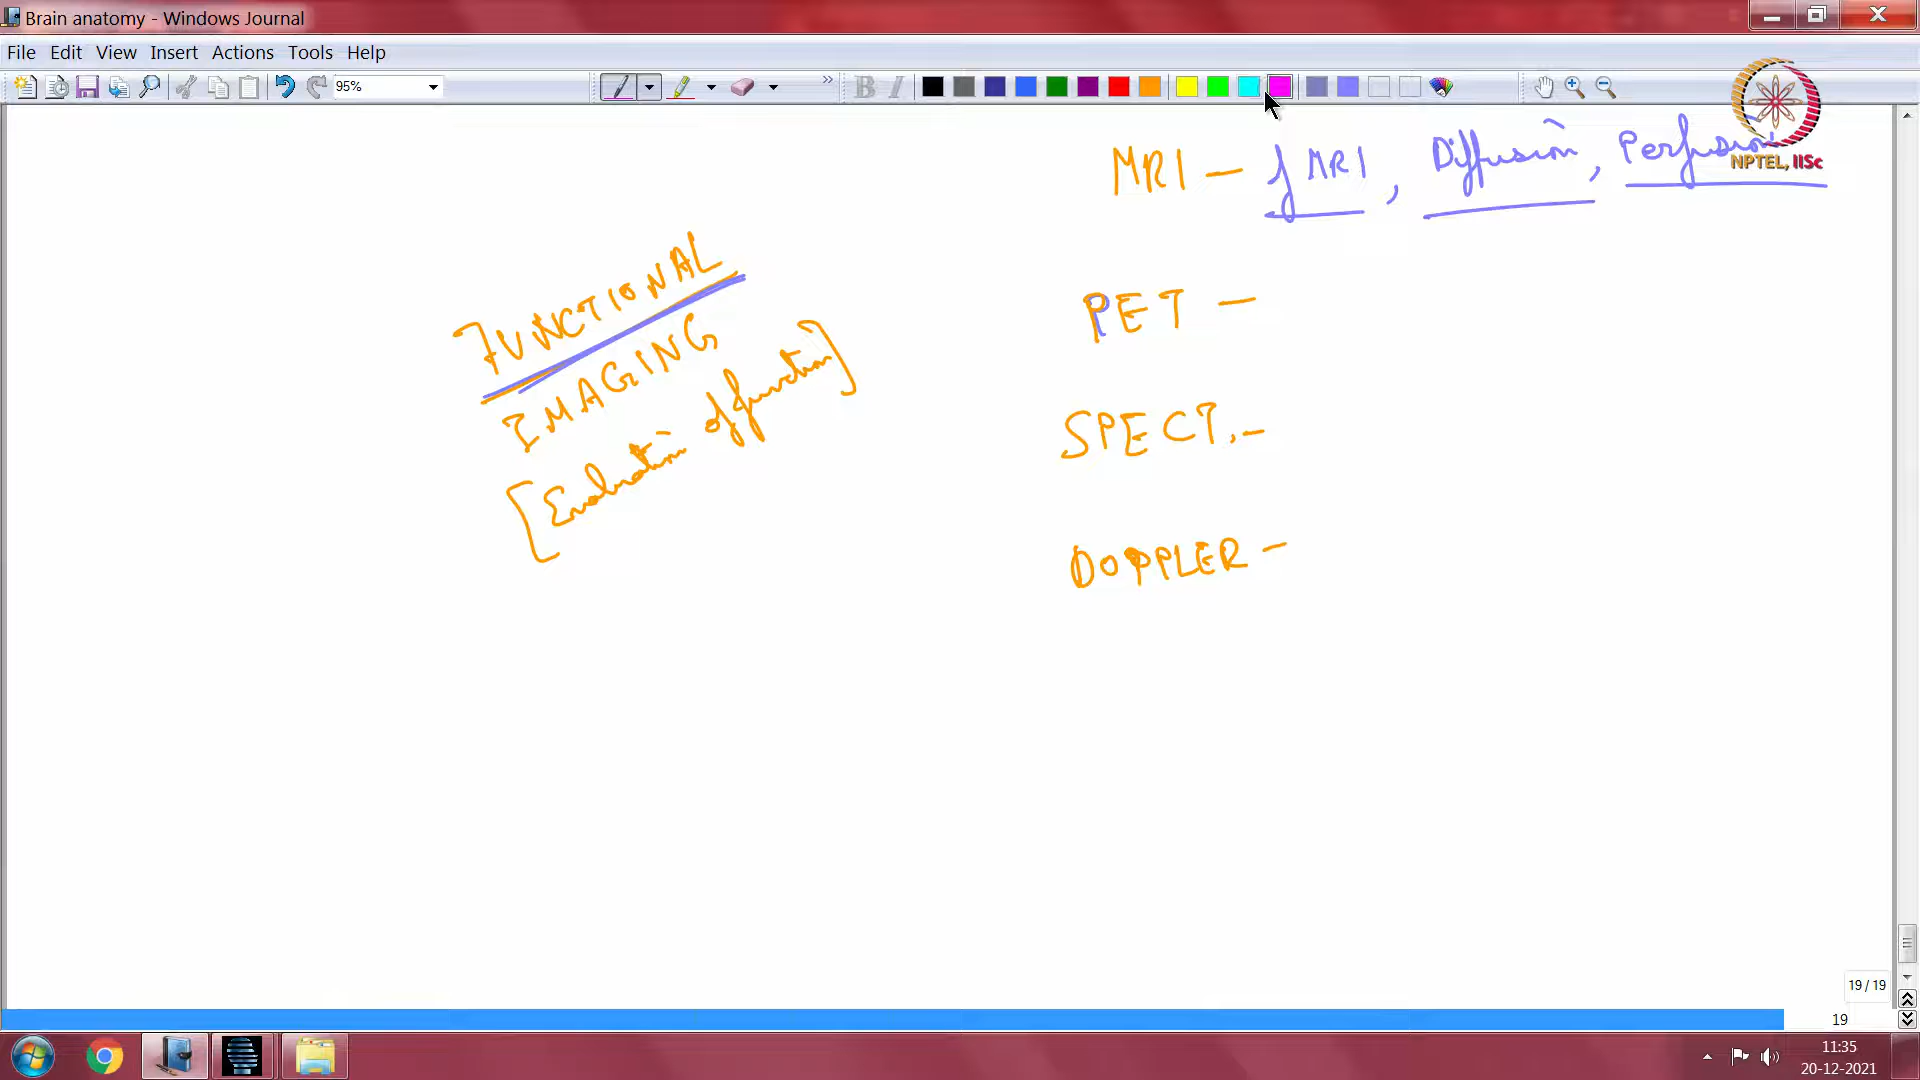 Brain anatomy - Windows Journal
File Edit View Insert Actions Tools Help
95%
B I
NPTEL, IISc
MRI - fMRI, Diffusion, Perfusion
FUNCTIONAL
IMAGING
[Evaluation of function]
PET -
SPECT. -
DOPPLER -
19 / 19
19
11:35
20-12-2021